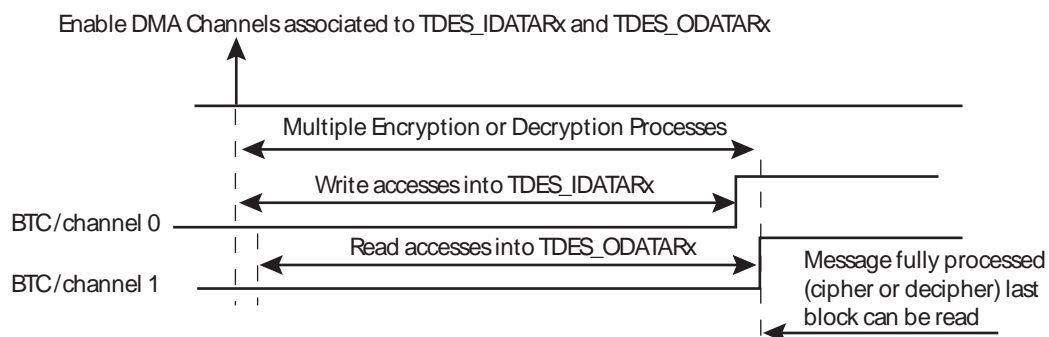 Enable DMA Channels associated to TDES_IDATARx and TDES_ODATARx
Multiple Encryption or Decryption Processes
Write accesses into TDES_IDATARx
BTC / channel 0
Read accesses into TDES_ODATARx
BTC / channel 1
Message fully processed
(cipher or decipher) last
block can be read